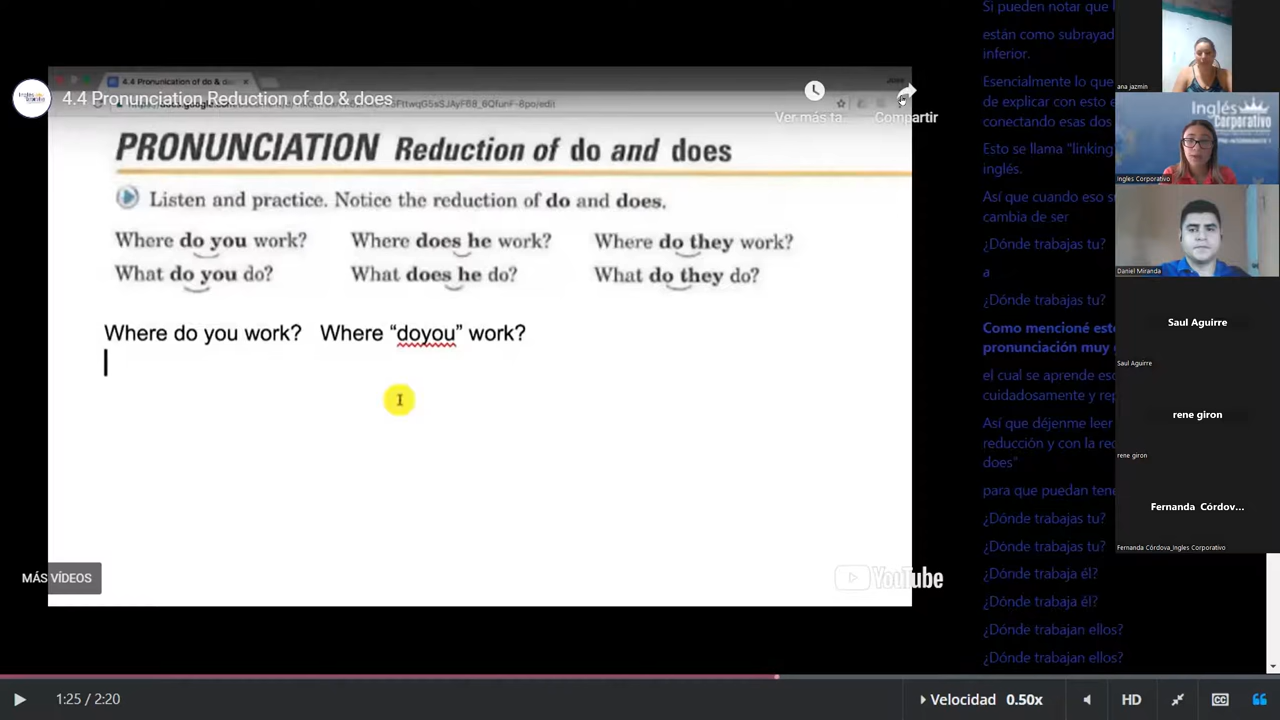 4.4 Pronunciation Reduction of do & does
Ver más ta...
Compartir
PRONUNCIATION Reduction of do and does
Listen and practice. Notice the reduction of do and does.
Where do you work? Where does he work? Where do they work?
What do you do? What does he do? What do they do?
Where do you work? Where “doyou” work?
MÁS VÍDEOS
YouTube
1:25 / 2:20
Velocidad 0.50x
HD
CC
Si pueden notar que
están como subrayad
inferior.
Esencialmente lo que
de explicar con esto e
conectando esas dos
Esto se llama “linking
inglés.
Así que cuando eso s
cambia de ser
¿Dónde trabajas tu?
a
¿Dónde trabajas tu?
Como mencioné est
pronunciación muy
el cual se aprende es
cuidadosamente y rep
Así que déjenme leer
reducción y con la re
does”
para que puedan ten
¿Dónde trabajas tu?
¿Dónde trabajas tu?
¿Dónde trabaja él?
¿Dónde trabaja él?
¿Dónde trabajan ellos?
¿Dónde trabajan ellos?
ana jazmin
Inglés
Corporativo
Ingles Corporativo
Daniel Miranda
Saul Aguirre
Saul Aguirre
rene giron
rene giron
Fernanda Córdov...
Fernanda Córdova_Ingles Corporativo